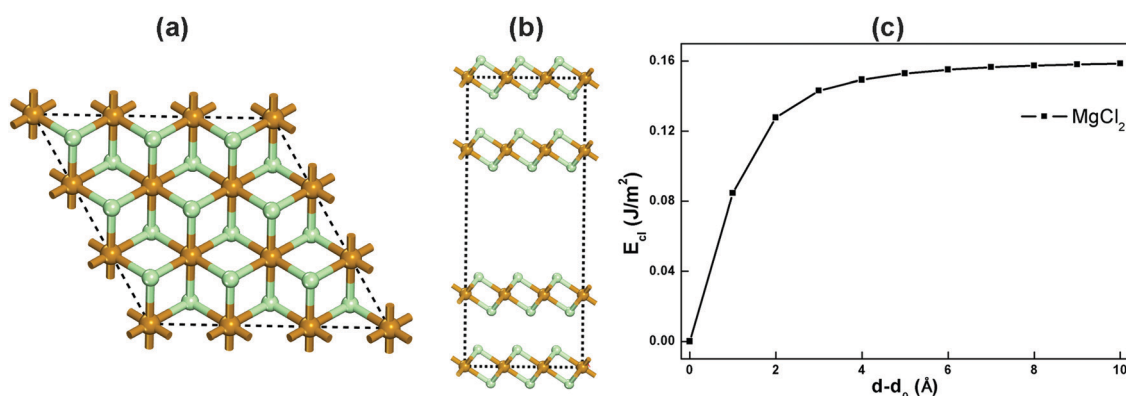 (a)
(b)
(c)
0.16
0.12
0.08
0.04
0.00
E_cl (J/m²)
MgCl₂
0 2 4 6 8 10
d-d₀ (Å)